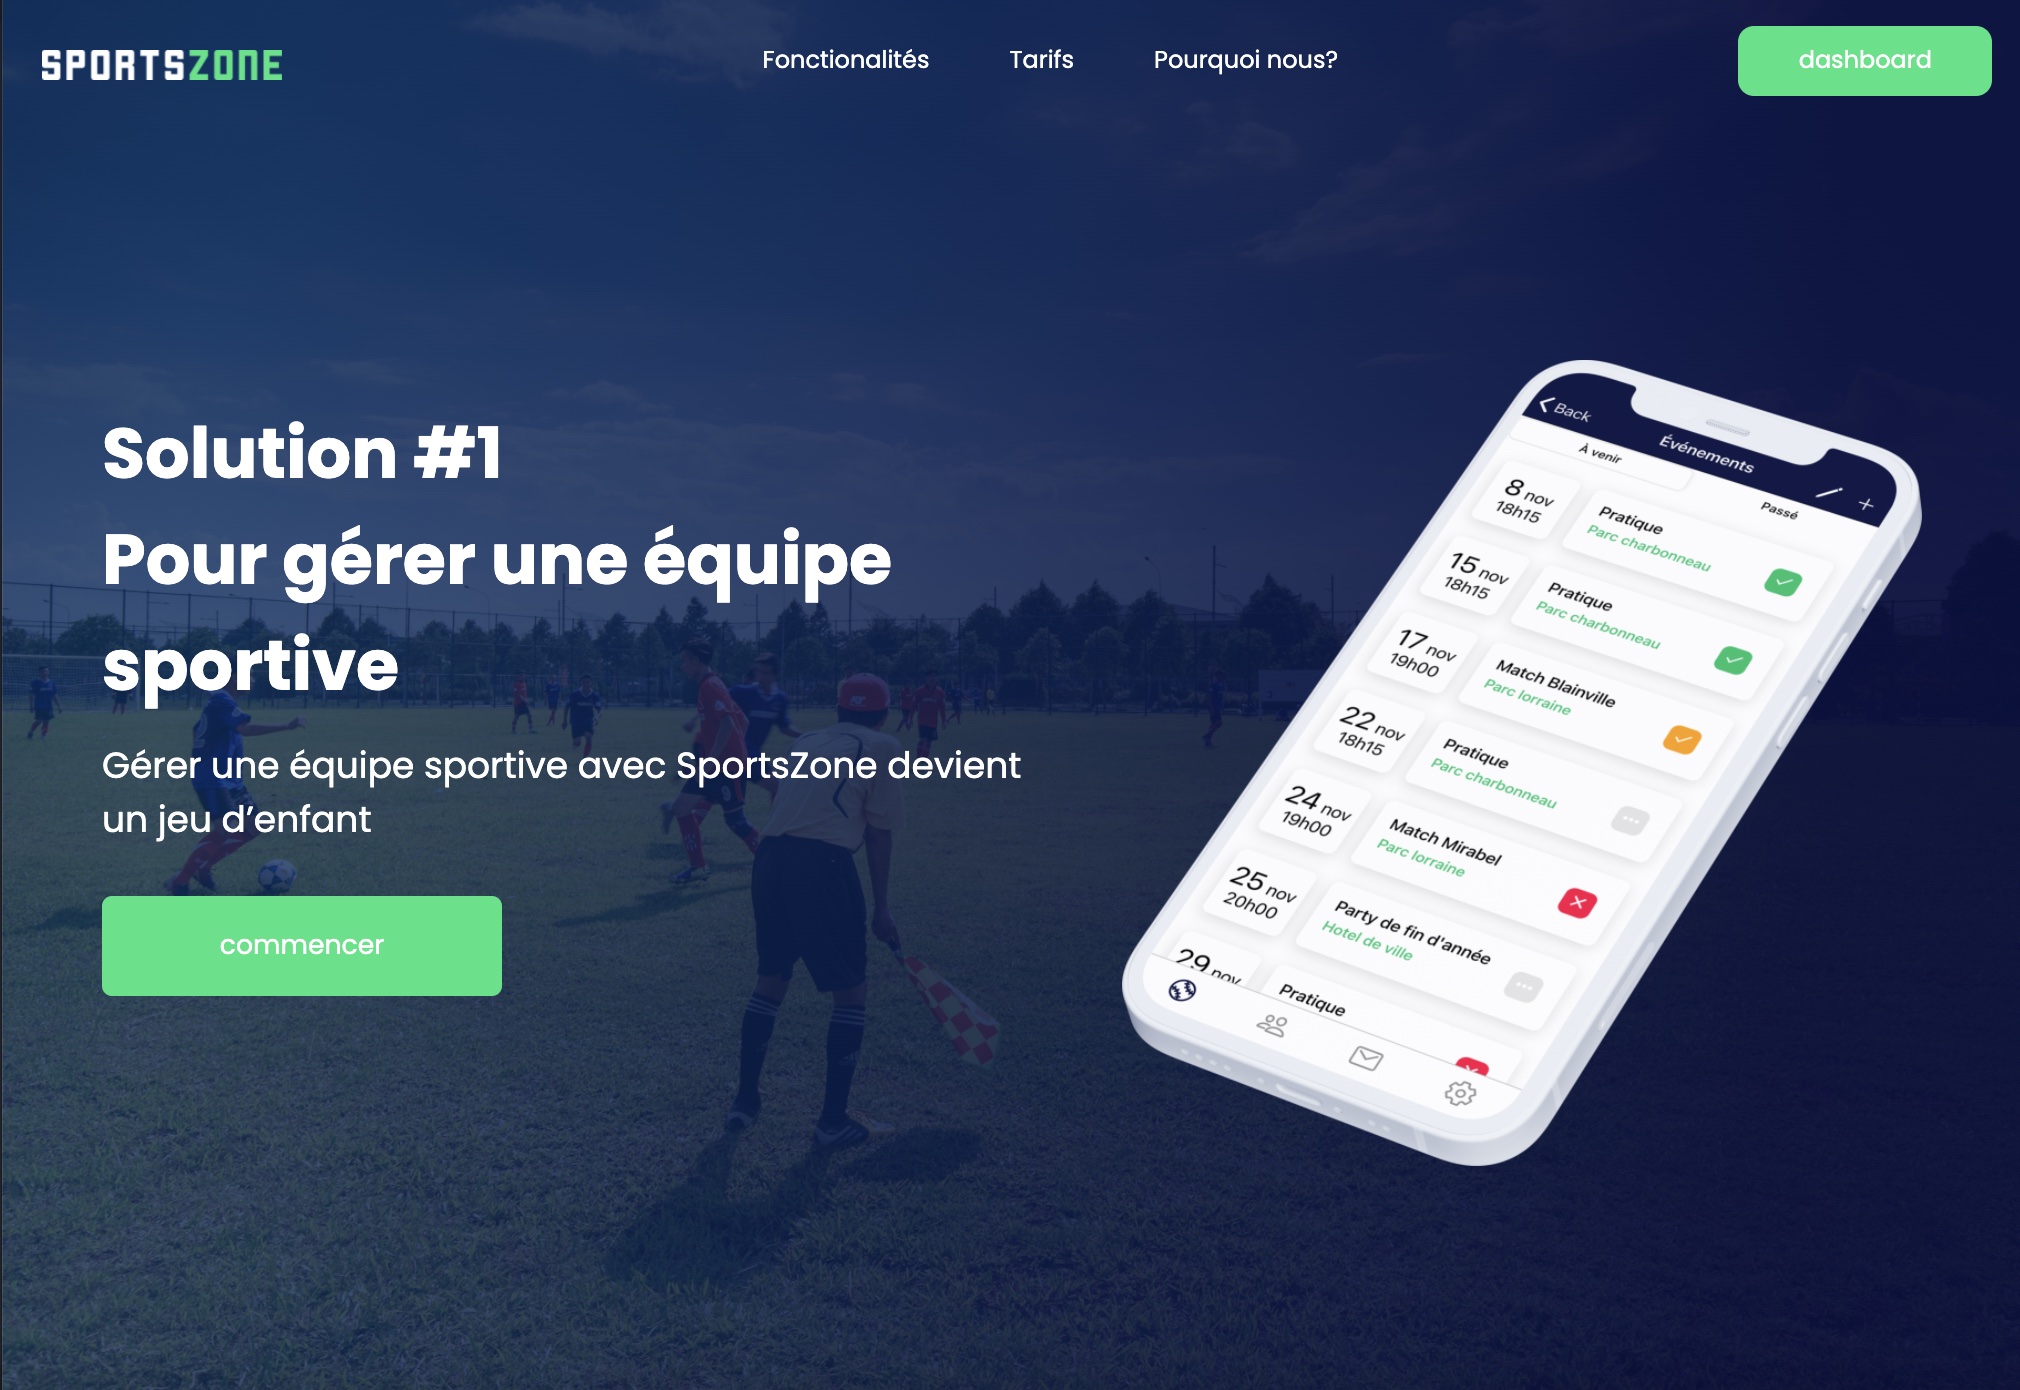 SPORTSZONE
Fonctionalités
Tarifs
Pourquoi nous?
dashboard
Solution #1
Pour gérer une équipe
sportive
Gérer une équipe sportive avec SportsZone devient
un jeu d’enfant
commencer
Back
Événements
À venir
Passé
8 nov
18h15
Pratique
Parc charbonneau
15 nov
18h15
Pratique
Parc charbonneau
17 nov
19h00
Match Blainville
Parc lorraine
22 nov
18h15
Pratique
Parc charbonneau
24 nov
19h00
Match Mirabel
Parc lorraine
25 nov
20h00
Party de fin d'année
Hotel de ville
29 nov
Pratique